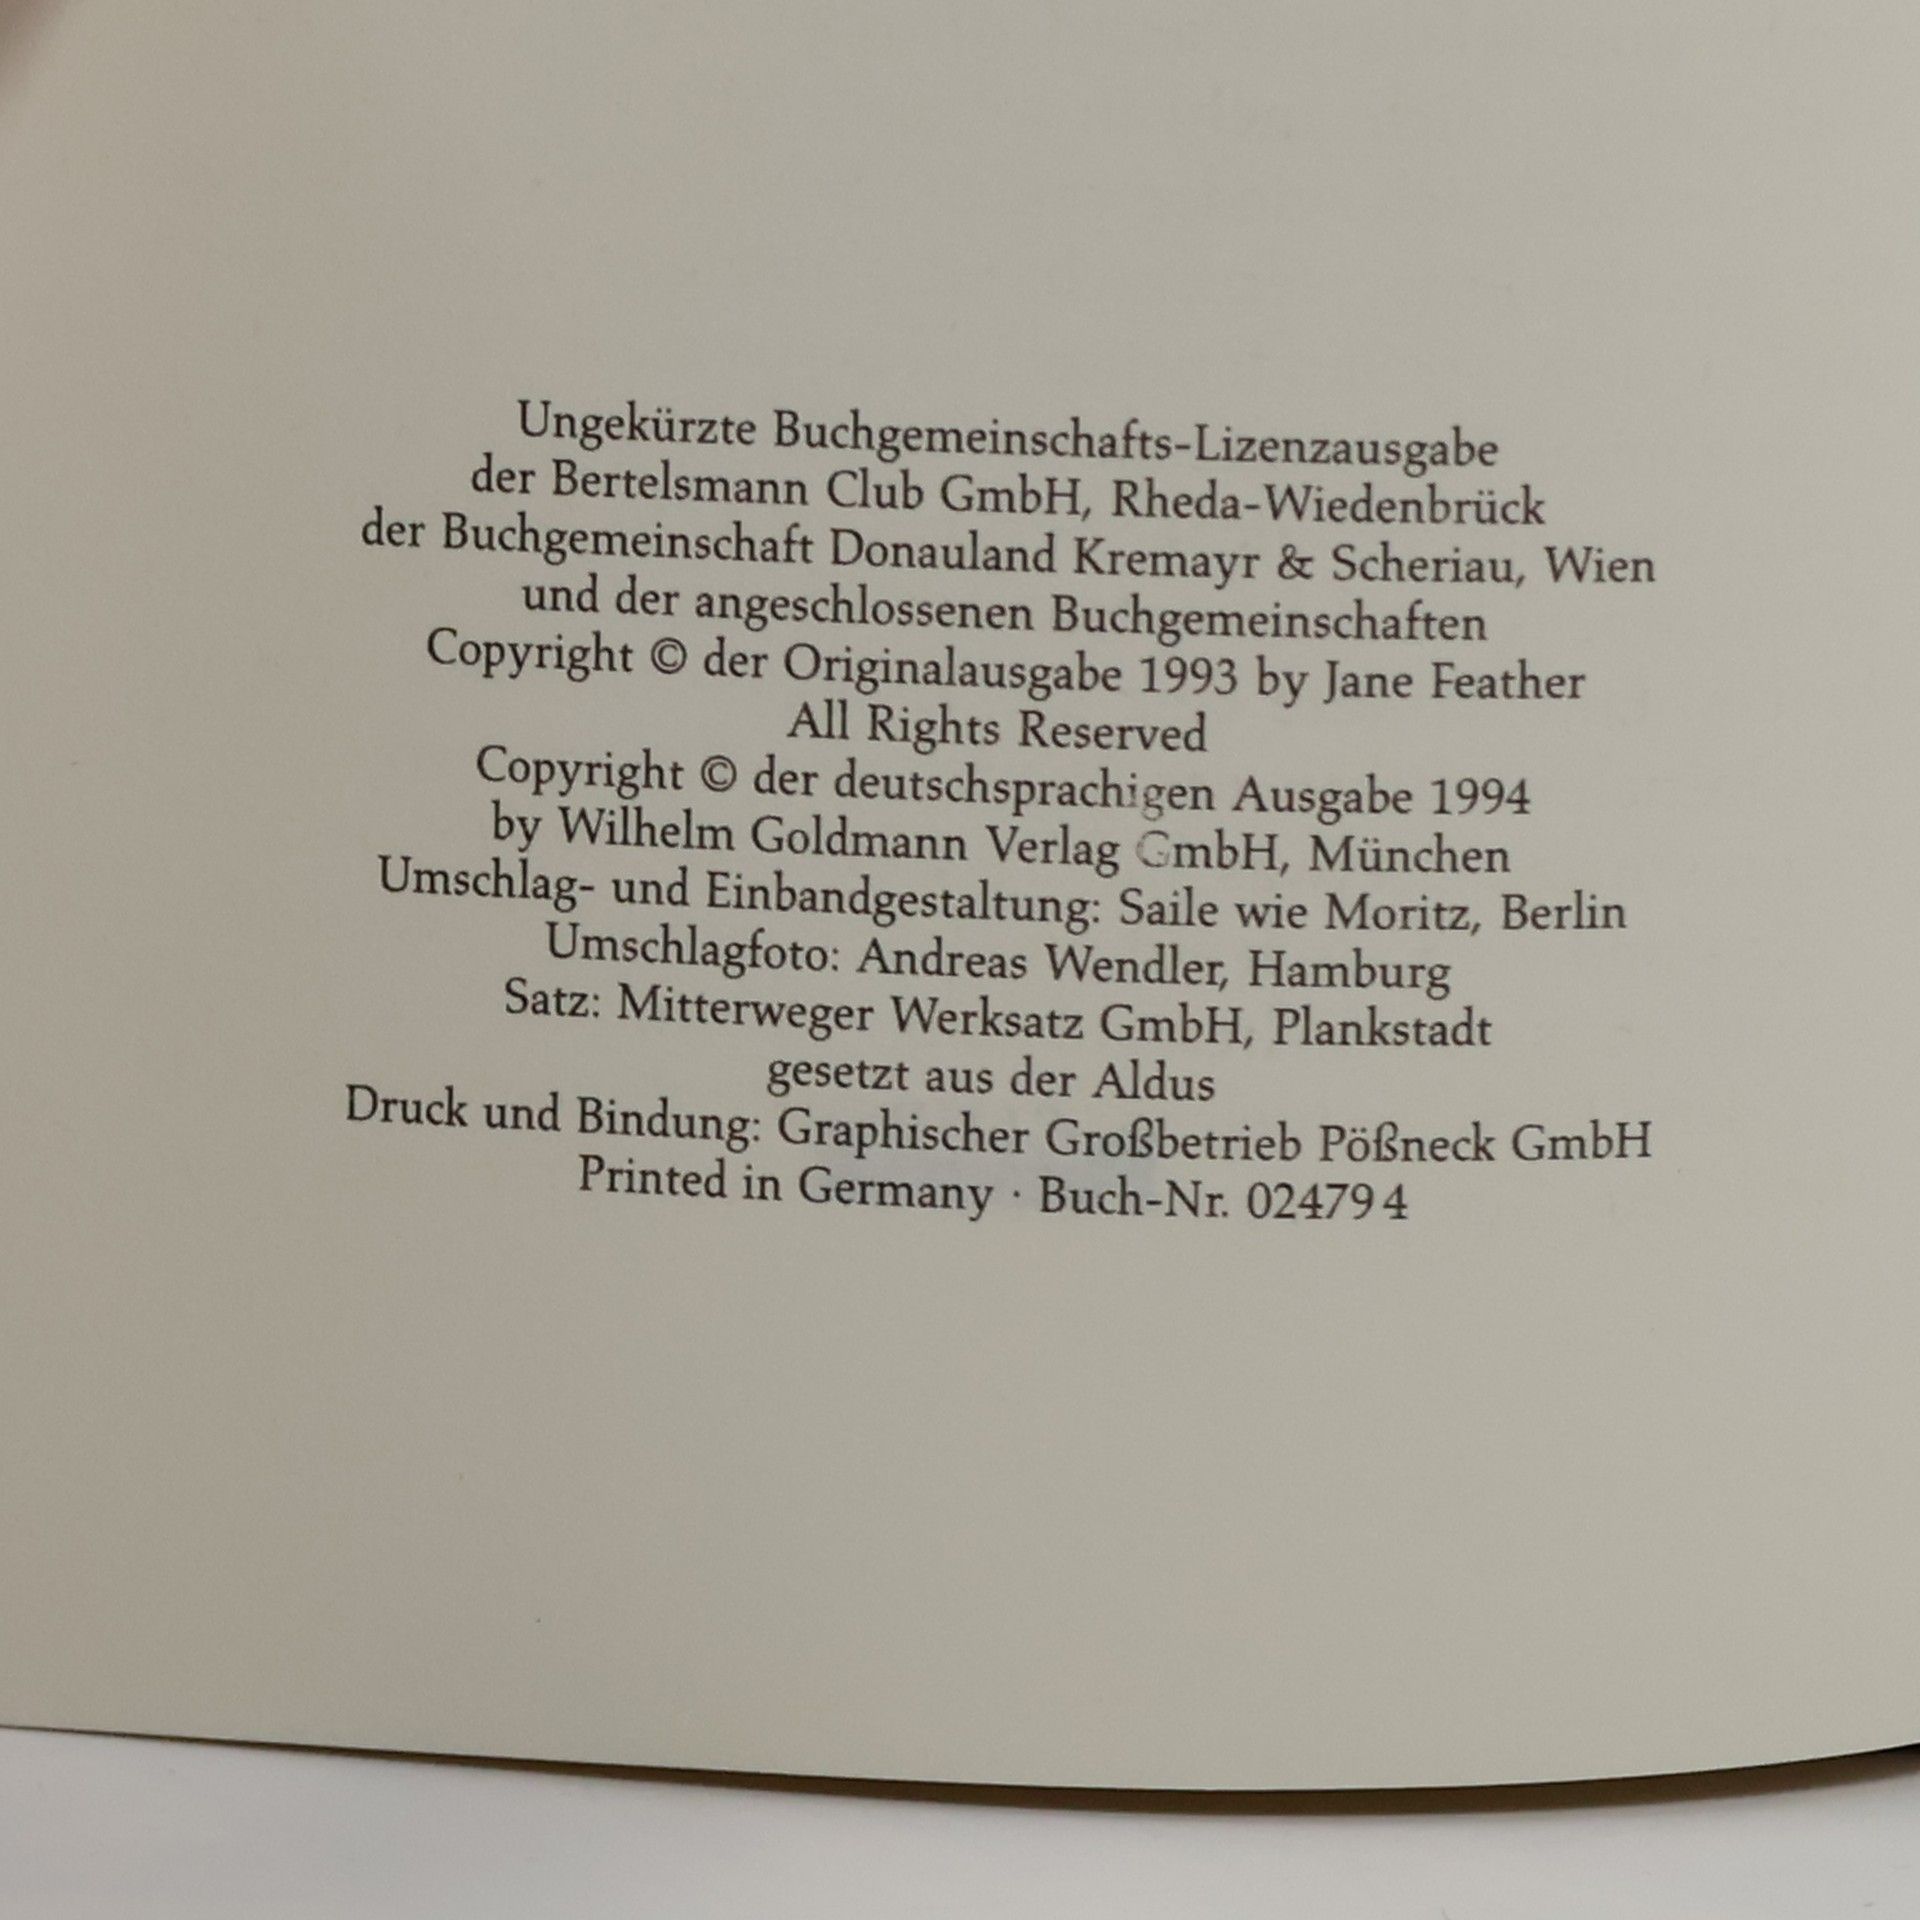 Ungekürzte Buchgemeinschafts-Lizenzausgabe
der Bertelsmann Club GmbH, Rheda-Wiedenbrück
der Buchgemeinschaft Donauland Kremayr & Scheriau, Wien
und der angeschlossenen Buchgemeinschaften
Copyright © der Originalausgabe 1993 by Jane Feather
All Rights Reserved
Copyright © der deutschsprachigen Ausgabe 1994
by Wilhelm Goldmann Verlag GmbH, München
Umschlag- und Einbandgestaltung: Saile wie Moritz, Berlin
Umschlagfoto: Andreas Wendler, Hamburg
Satz: Mitterweger Werksatz GmbH, Plankstadt
gesetzt aus der Aldus
Druck und Bindung: Graphischer Großbetrieb Pößneck GmbH
Printed in Germany · Buch-Nr. 024794